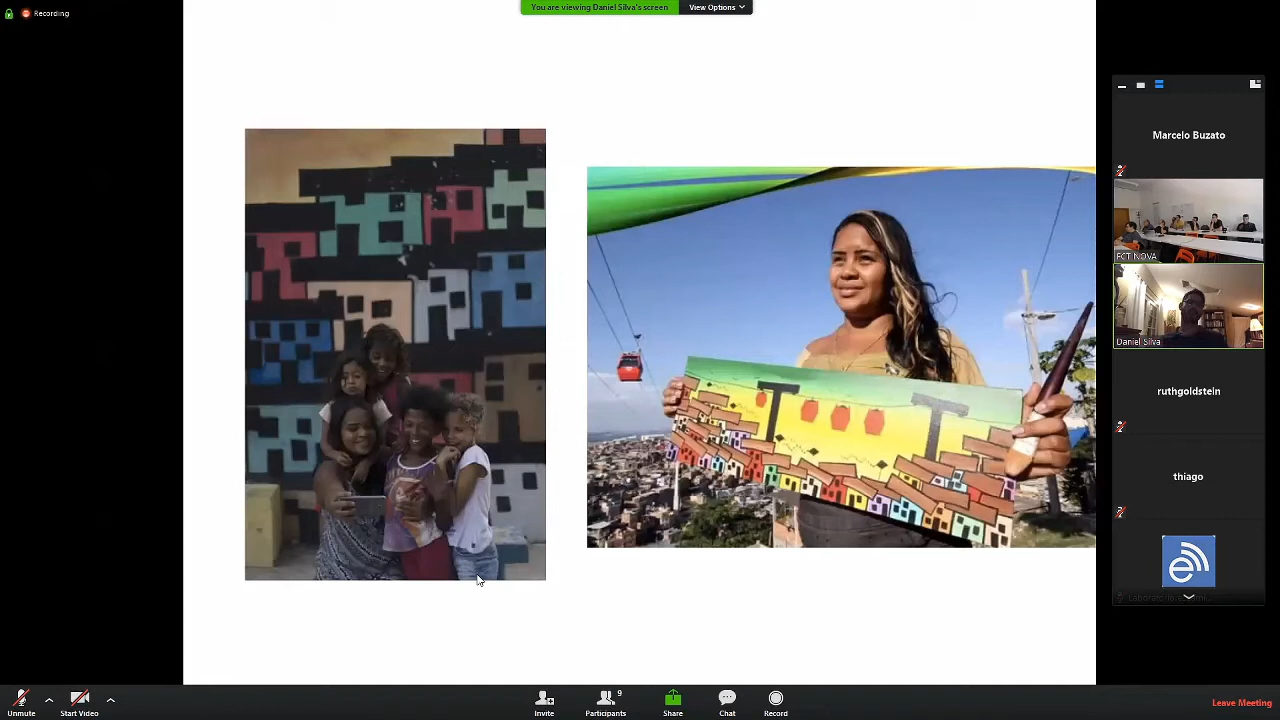 Recording
You are viewing Daniel Silva's screen
View Options
Marcelo Buzato
FCT NOVA
Daniel Silva
ruthgoldstein
thiago
Unmute
Start Video
Invite
Participants
9
Share
Chat
Record
Leave Meeting